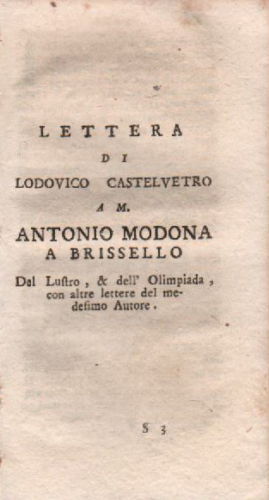 LETTERA
DI
LODOVICO CASTELVETRO
A M.
ANTONIO MODONA
A BRISSELLO
Del Luſtro, & dell' Olimpiada,
con altre lettere del me-
deſimo Autore.
S 3